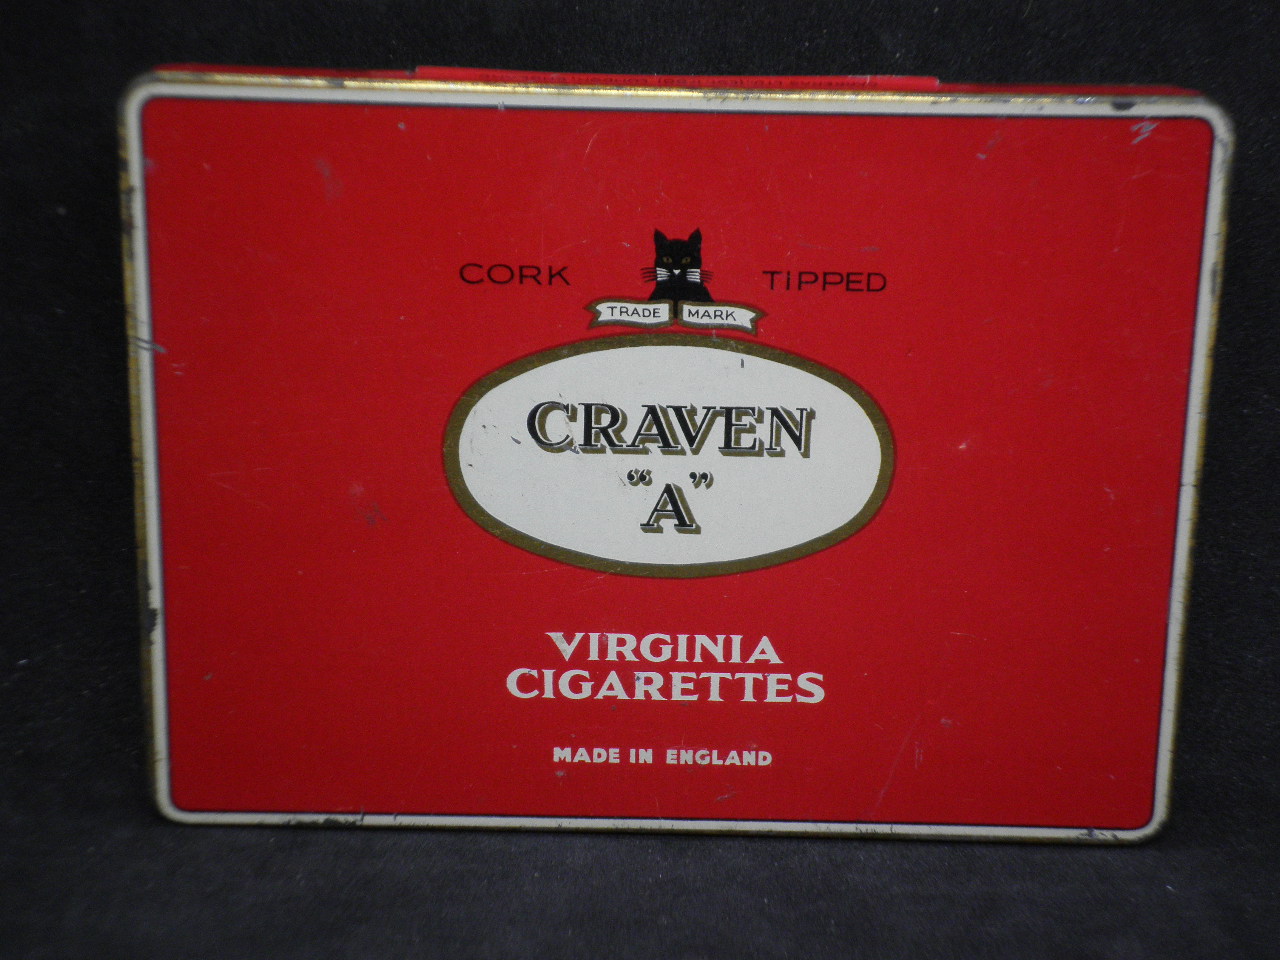 CORK TiPPED
TRADE MARK
CRAVEN
“A”
VIRGINIA
CIGARETTES
MADE IN ENGLAND